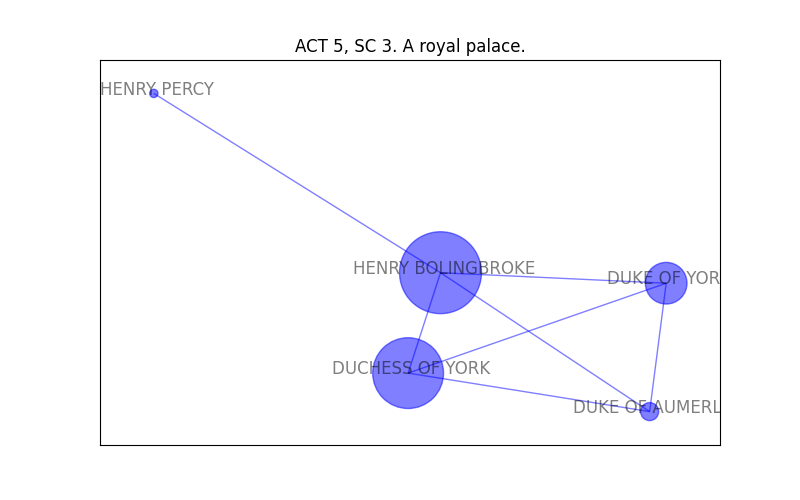 ACT 5, SC 3. A royal palace.
HENRY PERCY
HENRY BOLINGBROKE
DUKE OF YOR
DUCHESS OF YORK
DUKE OF AUMERL